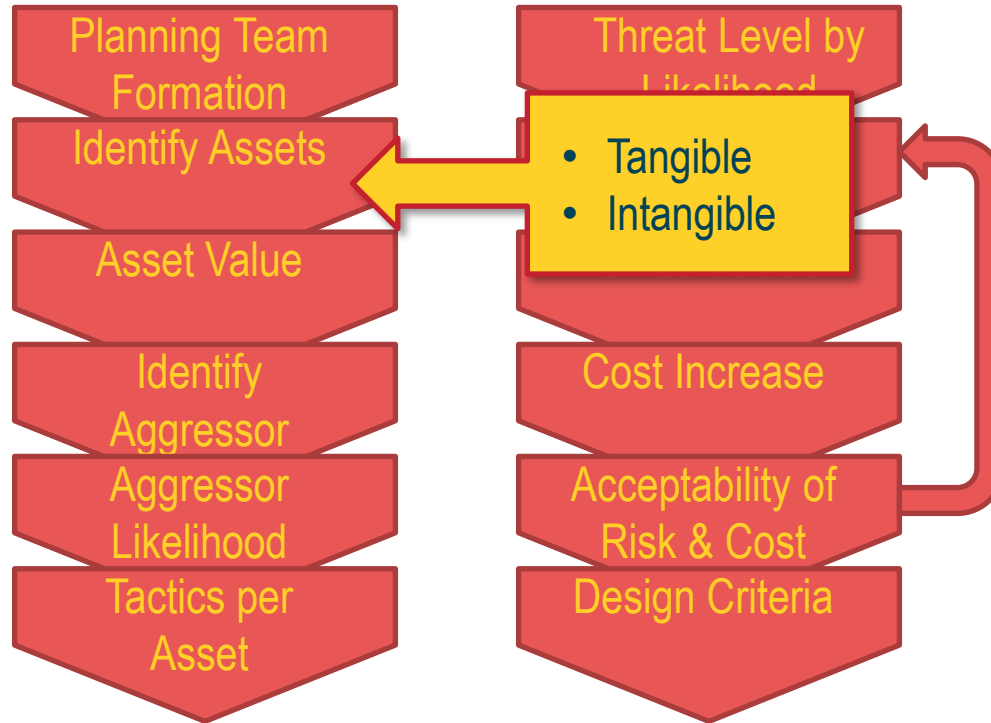 Planning Team
Formation
Identify Assets
Asset Value
Identify
Aggressor
Aggressor
Likelihood
Tactics per
Asset
Threat Level by
Likelihood
• Tangible
• Intangible
Cost Increase
Acceptability of
Risk & Cost
Design Criteria